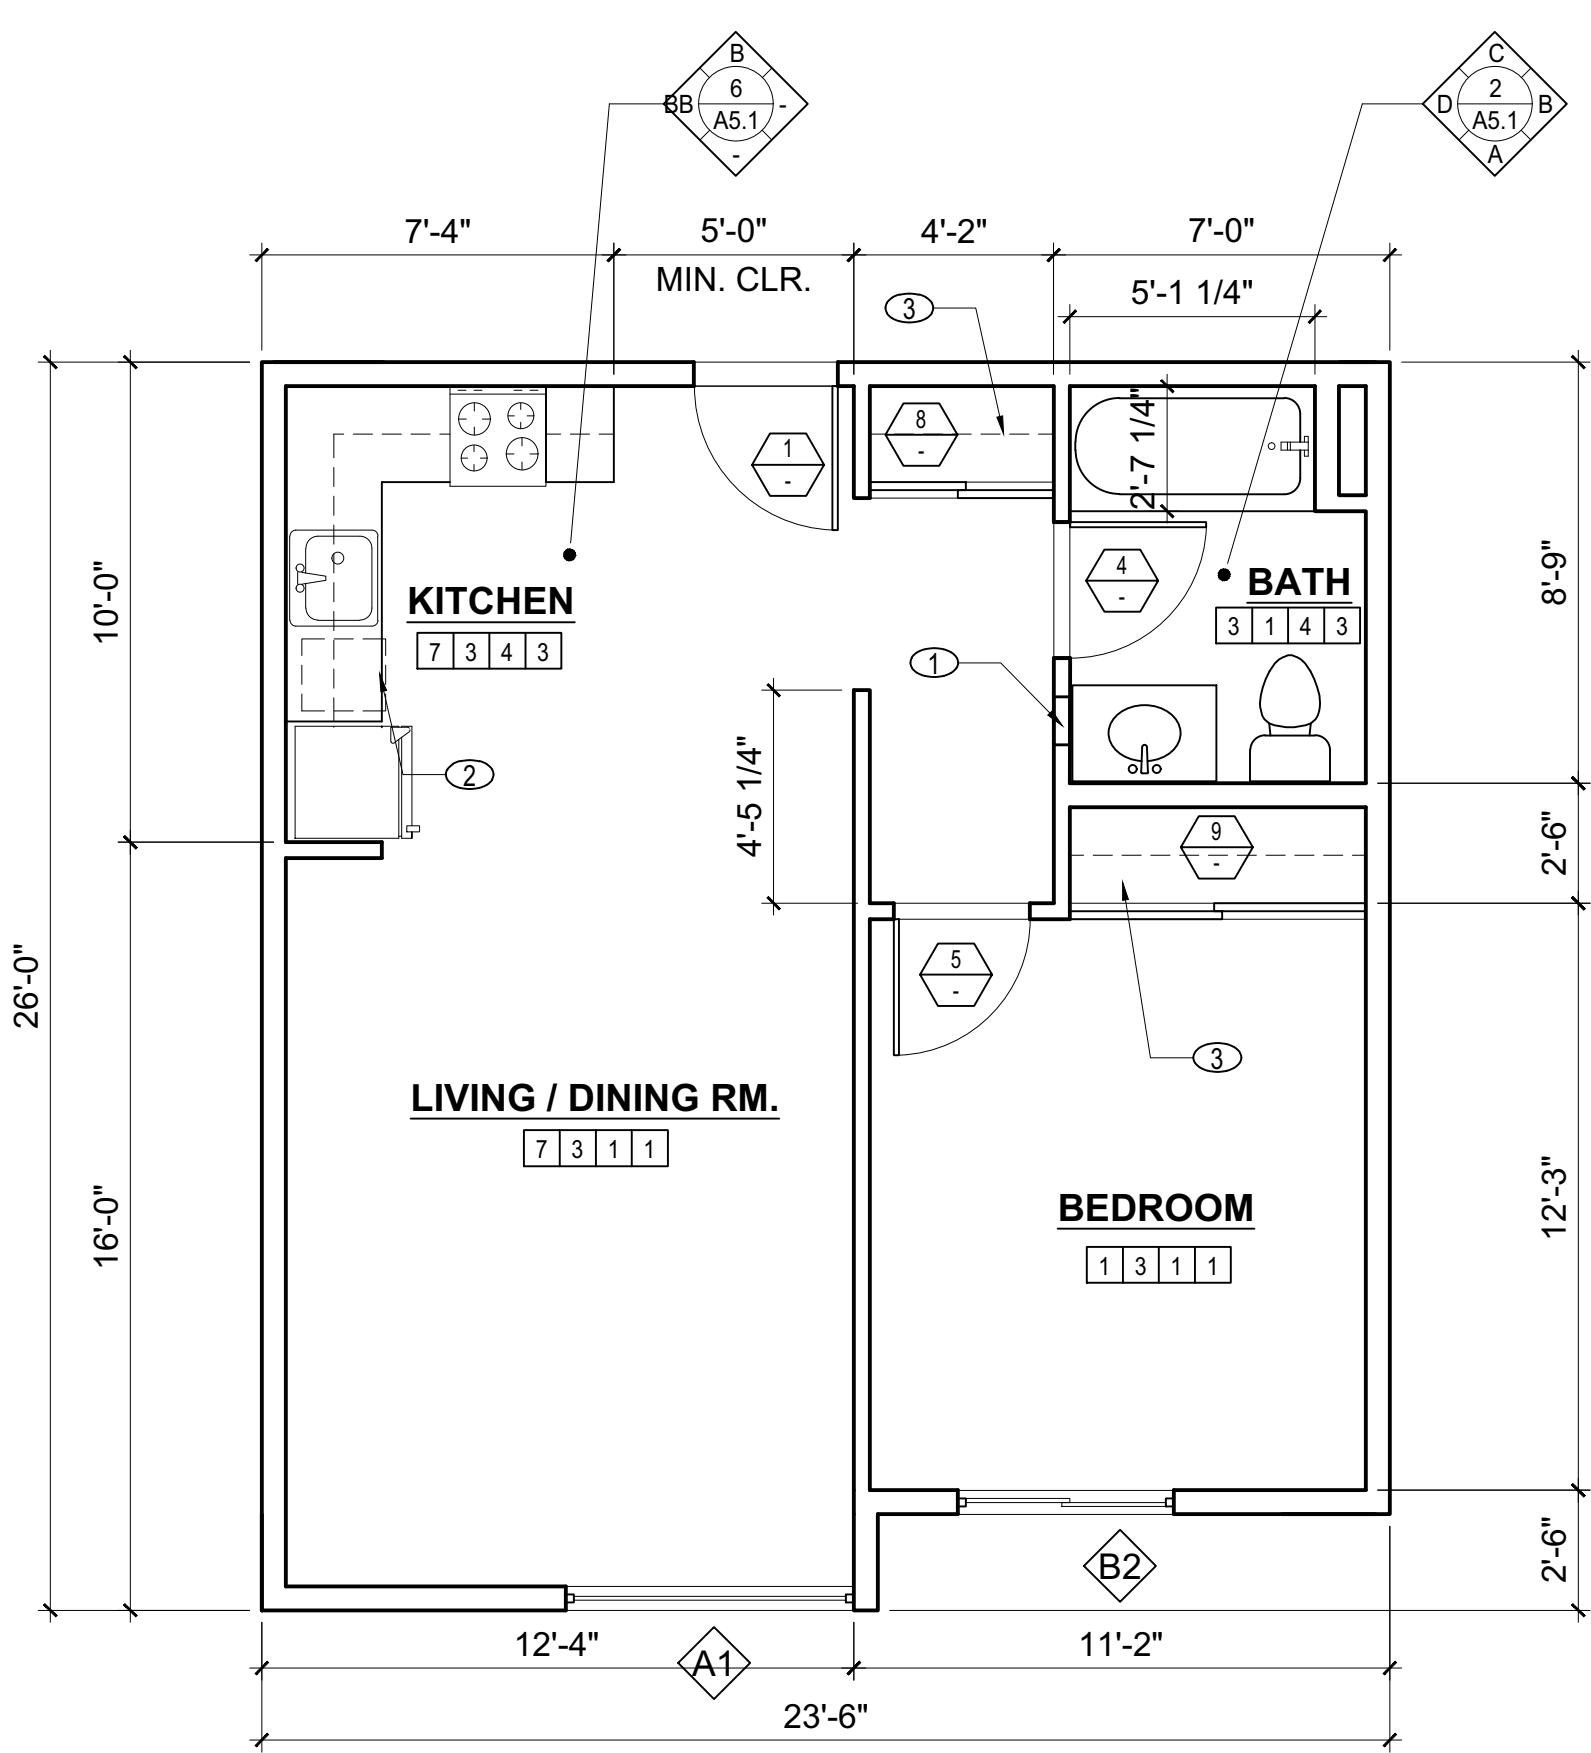 B
6
BB
-
A5.1
-
C
2
D
B
A5.1
A
7'-4"
5'-0"
4'-2"
7'-0"
MIN. CLR.
5'-1 1/4"
3
2'-7 1/4"
8
-
1
-
4
-
10'-0"
8'-9"
KITCHEN
7 3 4 3
BATH
3 1 4 3
1
2
4'-5 1/4"
9
-
2'-6"
26'-0"
5
-
3
LIVING / DINING RM.
7 3 1 1
16'-0"
12'-3"
BEDROOM
1 3 1 1
2'-6"
B2
12'-4"
A1
11'-2"
23'-6"